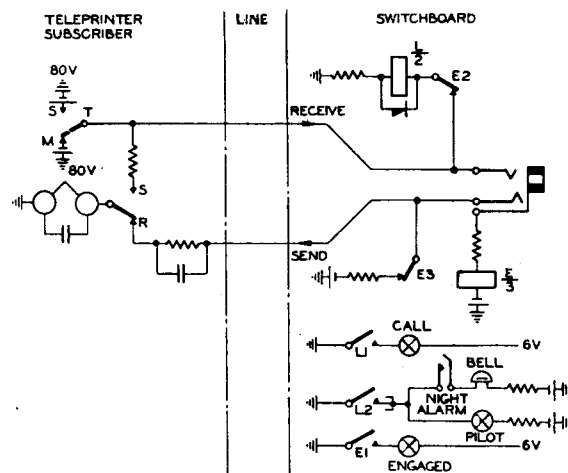 TELEPRINTER
SUBSCRIBER
LINE
SWITCHBOARD
80V
S
T
M
80V
S
R
L
2
E2
RECEIVE
SEND
E3
E
3
CALL
L1
6V
BELL
L2
NIGHT
ALARM
PILOT
E1
6V
ENGAGED